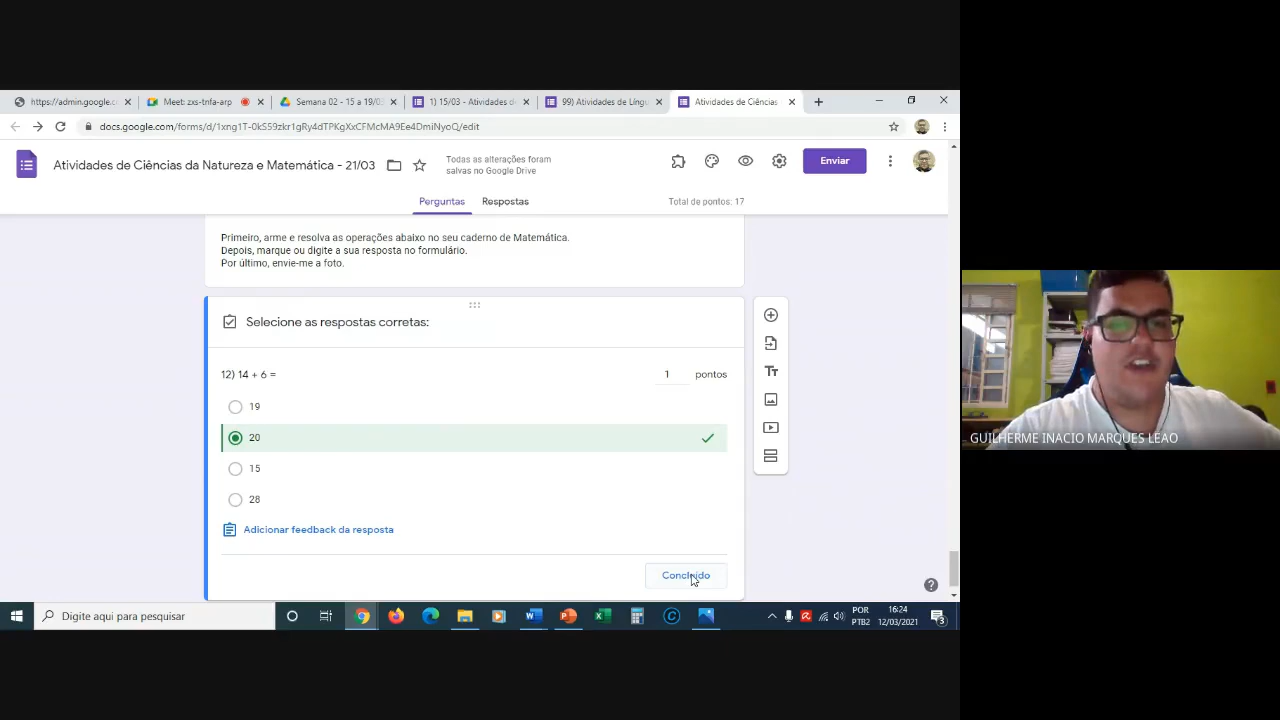 https://admin.google.c
Meet: zxs-tnfa-arp
Semana 02 - 15 a 19/03
1) 15/03 - Atividades d
99) Atividades de Língu
Atividades de Ciências
docs.google.com/forms/d/1xng1T-0kS59zkr1gRy4dTPKgXxCFMcMA9Ee4DmiNyoQ/edit
Atividades de Ciências da Natureza e Matemática - 21/03
Todas as alterações foram
salvas no Google Drive
Enviar
Perguntas
Respostas
Total de pontos: 17
Primeiro, arme e resolva as operações abaixo no seu caderno de Matemática.
Depois, marque ou digite a sua resposta no formulário.
Por último, envie-me a foto.
Selecione as respostas corretas:
12) 14 + 6 =
1 pontos
19
20
15
28
Adicionar feedback da resposta
Concluído
GUILHERME INACIO MARQUES LEAO
Digite aqui para pesquisar
POR
PTB2
16:24
12/03/2021
3